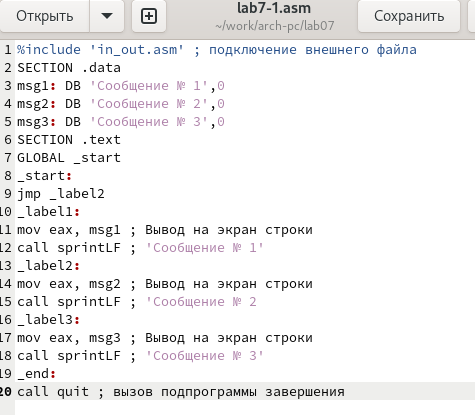 Открыть
lab7-1.asm
~/work/arch-pc/lab07
Сохранить
1 %include 'in_out.asm' ; подключение внешнего файла
2 SECTION .data
3 msg1: DB 'Сообщение № 1',0
4 msg2: DB 'Сообщение № 2',0
5 msg3: DB 'Сообщение № 3',0
6 SECTION .text
7 GLOBAL _start
8 _start:
9 jmp _label2
10 _label1:
11 mov eax, msg1 ; Вывод на экран строки
12 call sprintLF ; 'Сообщение № 1'
13 _label2:
14 mov eax, msg2 ; Вывод на экран строки
15 call sprintLF ; 'Сообщение № 2
16 _label3:
17 mov eax, msg3 ; Вывод на экран строки
18 call sprintLF ; 'Сообщение № 3'
19 _end:
20 call quit ; вызов подпрограммы завершения